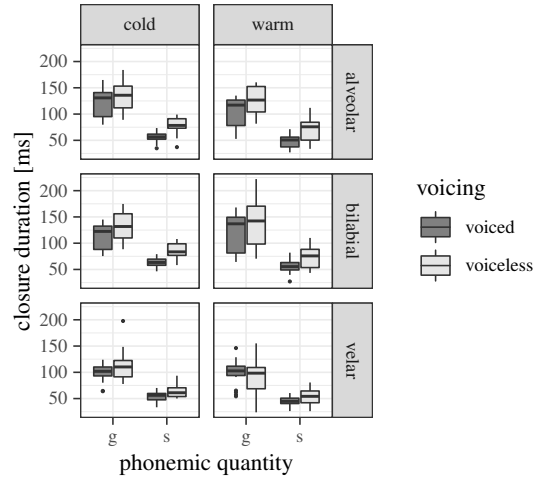 cold
warm
200
150
100
50
alveolar
200
150
100
50
bilabial
200
150
100
50
velar
g
s
g
s
closure duration [ms]
phonemic quantity
voicing
voiced
voiceless